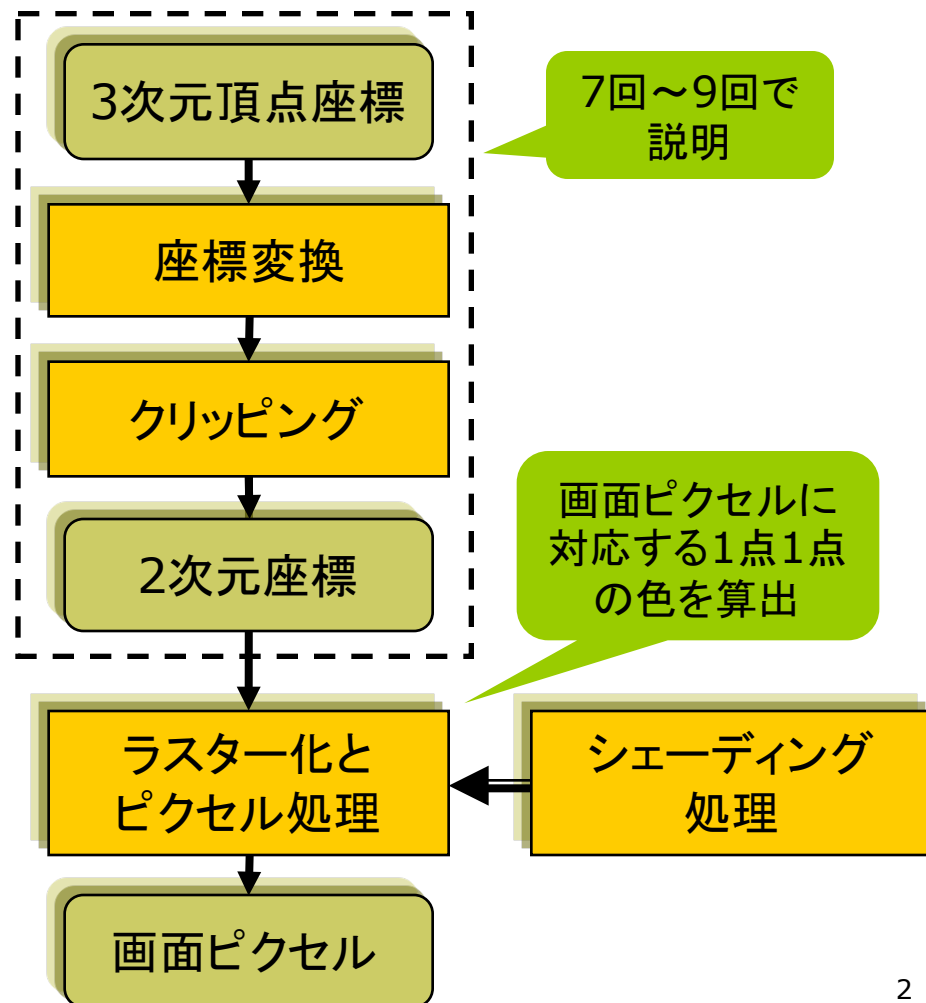 3次元頂点座標
7回～9回で
説明
座標変換
クリッピング
画面ピクセルに
対応する1点1点
の色を算出
2次元座標
ラスター化と
ピクセル処理
シェーディング
処理
画面ピクセル
2